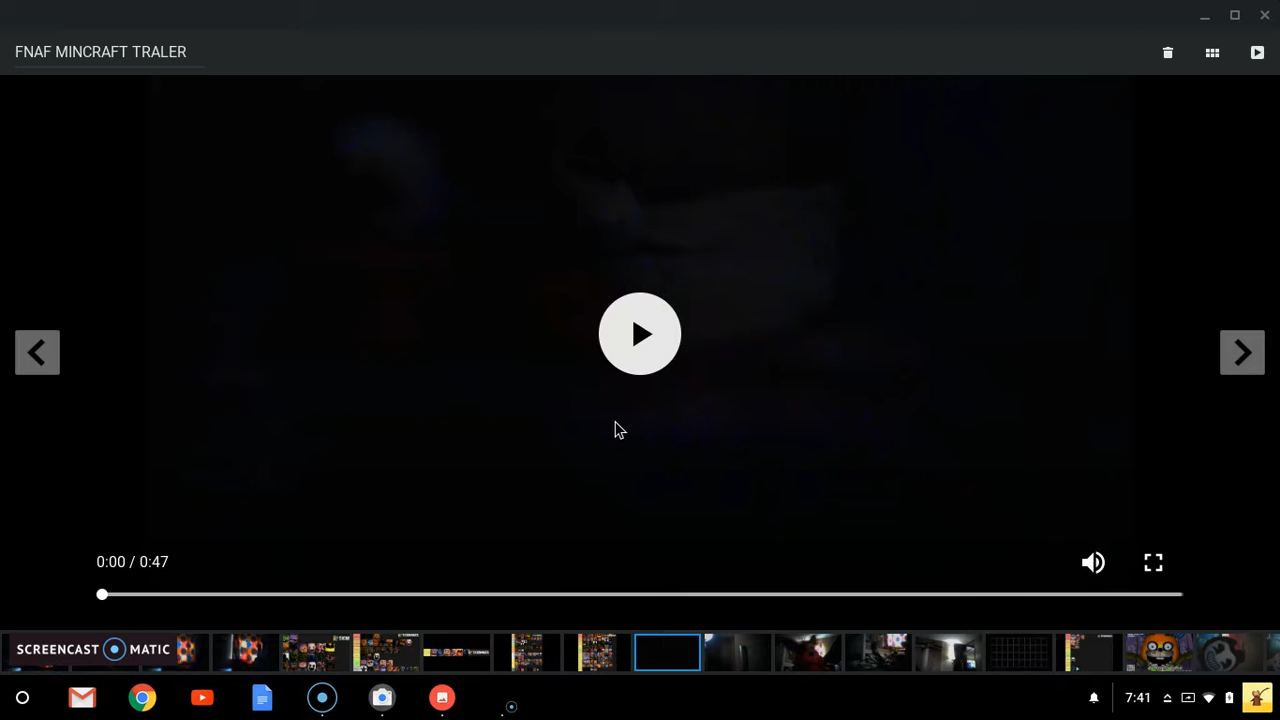 FNAF MINCRAFT TRALER
0:00 / 0:47
SCREENCAST MATIC
7:41